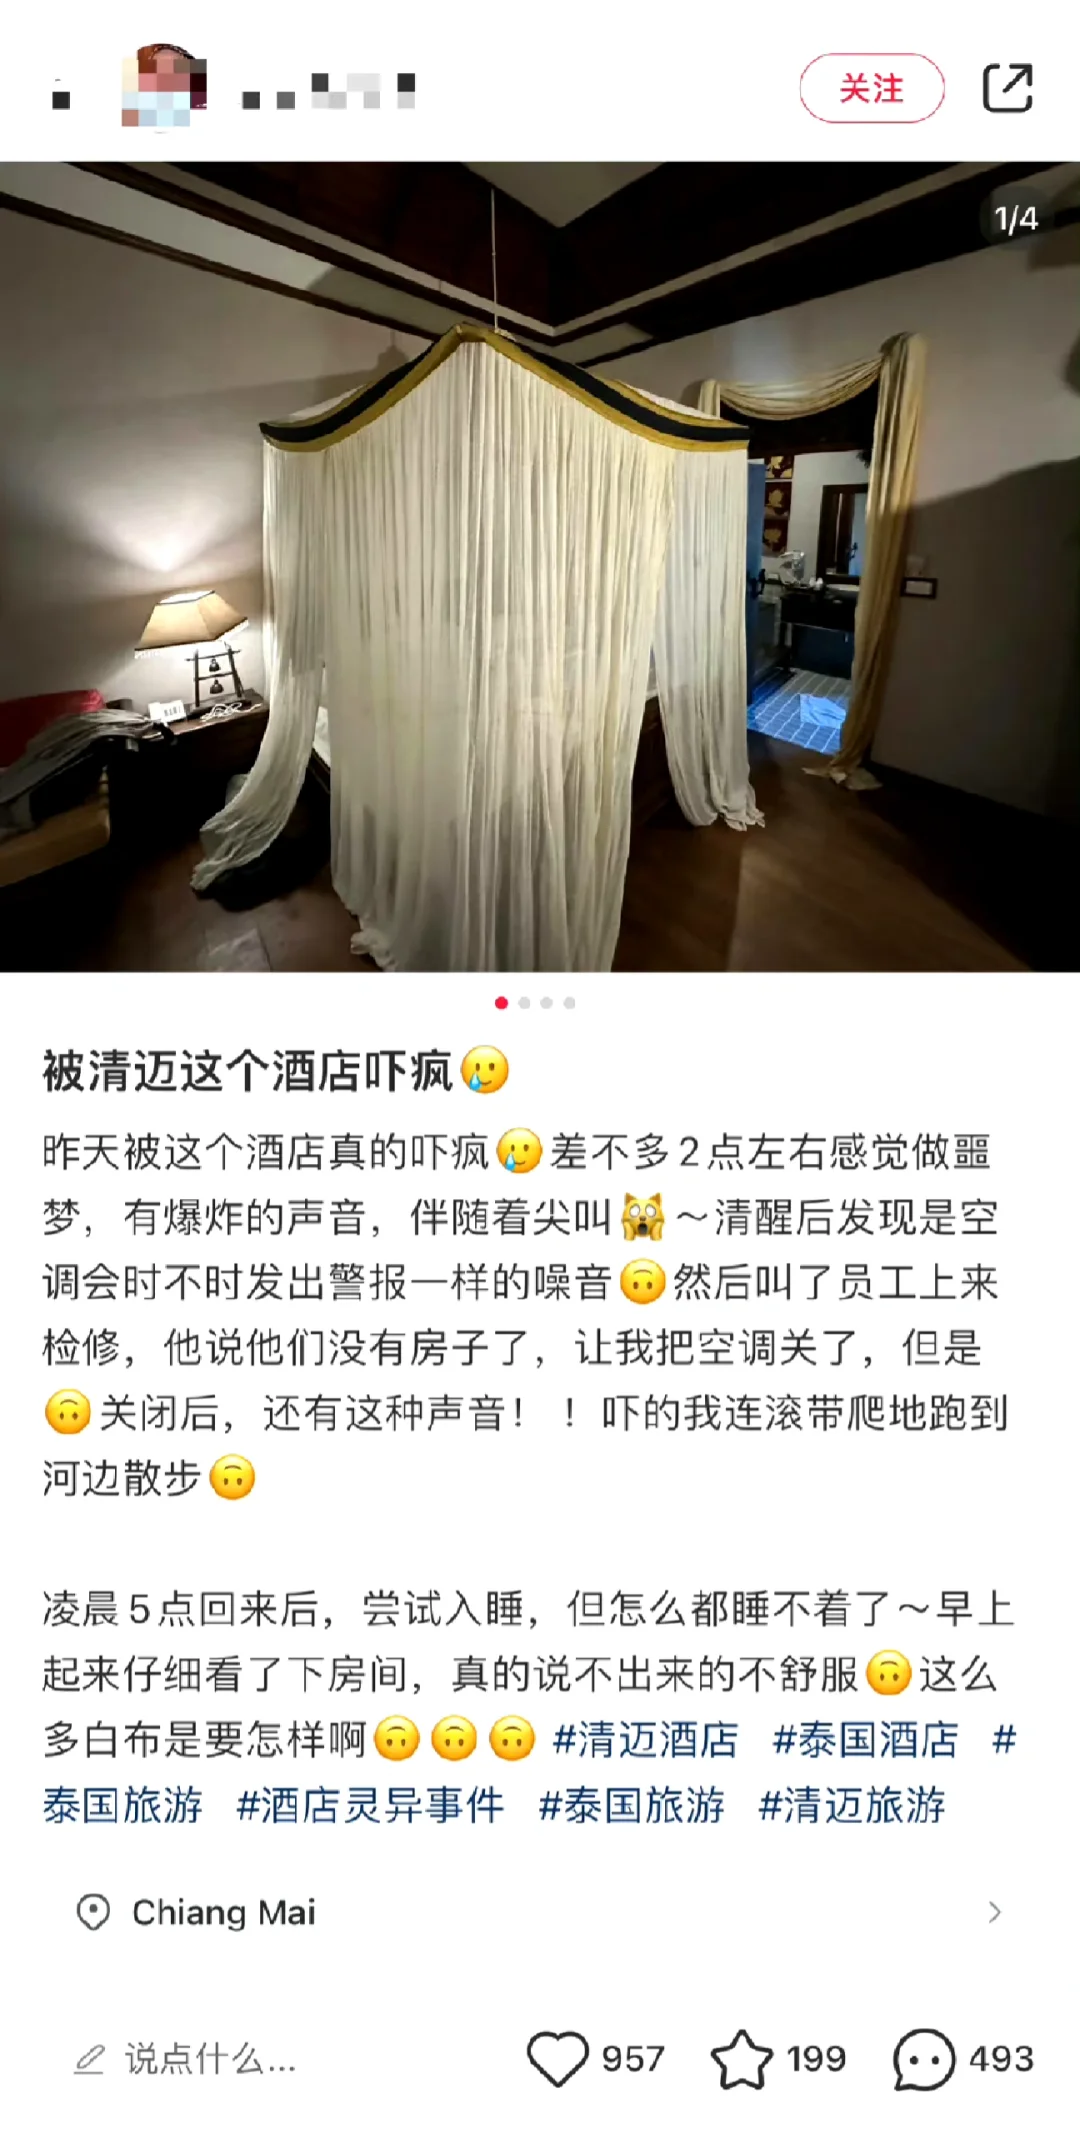 关注
1/4
被清迈这个酒店吓疯🥲
昨天被这个酒店真的吓疯🥲差不多2点左右感觉做噩
梦，有爆炸的声音，伴随着尖叫🙀～清醒后发现是空
调会时不时发出警报一样的噪音🙃然后叫了员工上来
检修，他说他们没有房子了，让我把空调关了，但是
🙃关闭后，还有这种声音！！吓的我连滚带爬地跑到
河边散步🙃
凌晨5点回来后，尝试入睡，但怎么都睡不着了～早上
起来仔细看了下房间，真的说不出来的不舒服🙃这么
多白布是要怎样啊🙃🙃🙃 #清迈酒店 #泰国酒店 #
泰国旅游 #酒店灵异事件 #泰国旅游 #清迈旅游
Chiang Mai
说点什么... 957 199 493